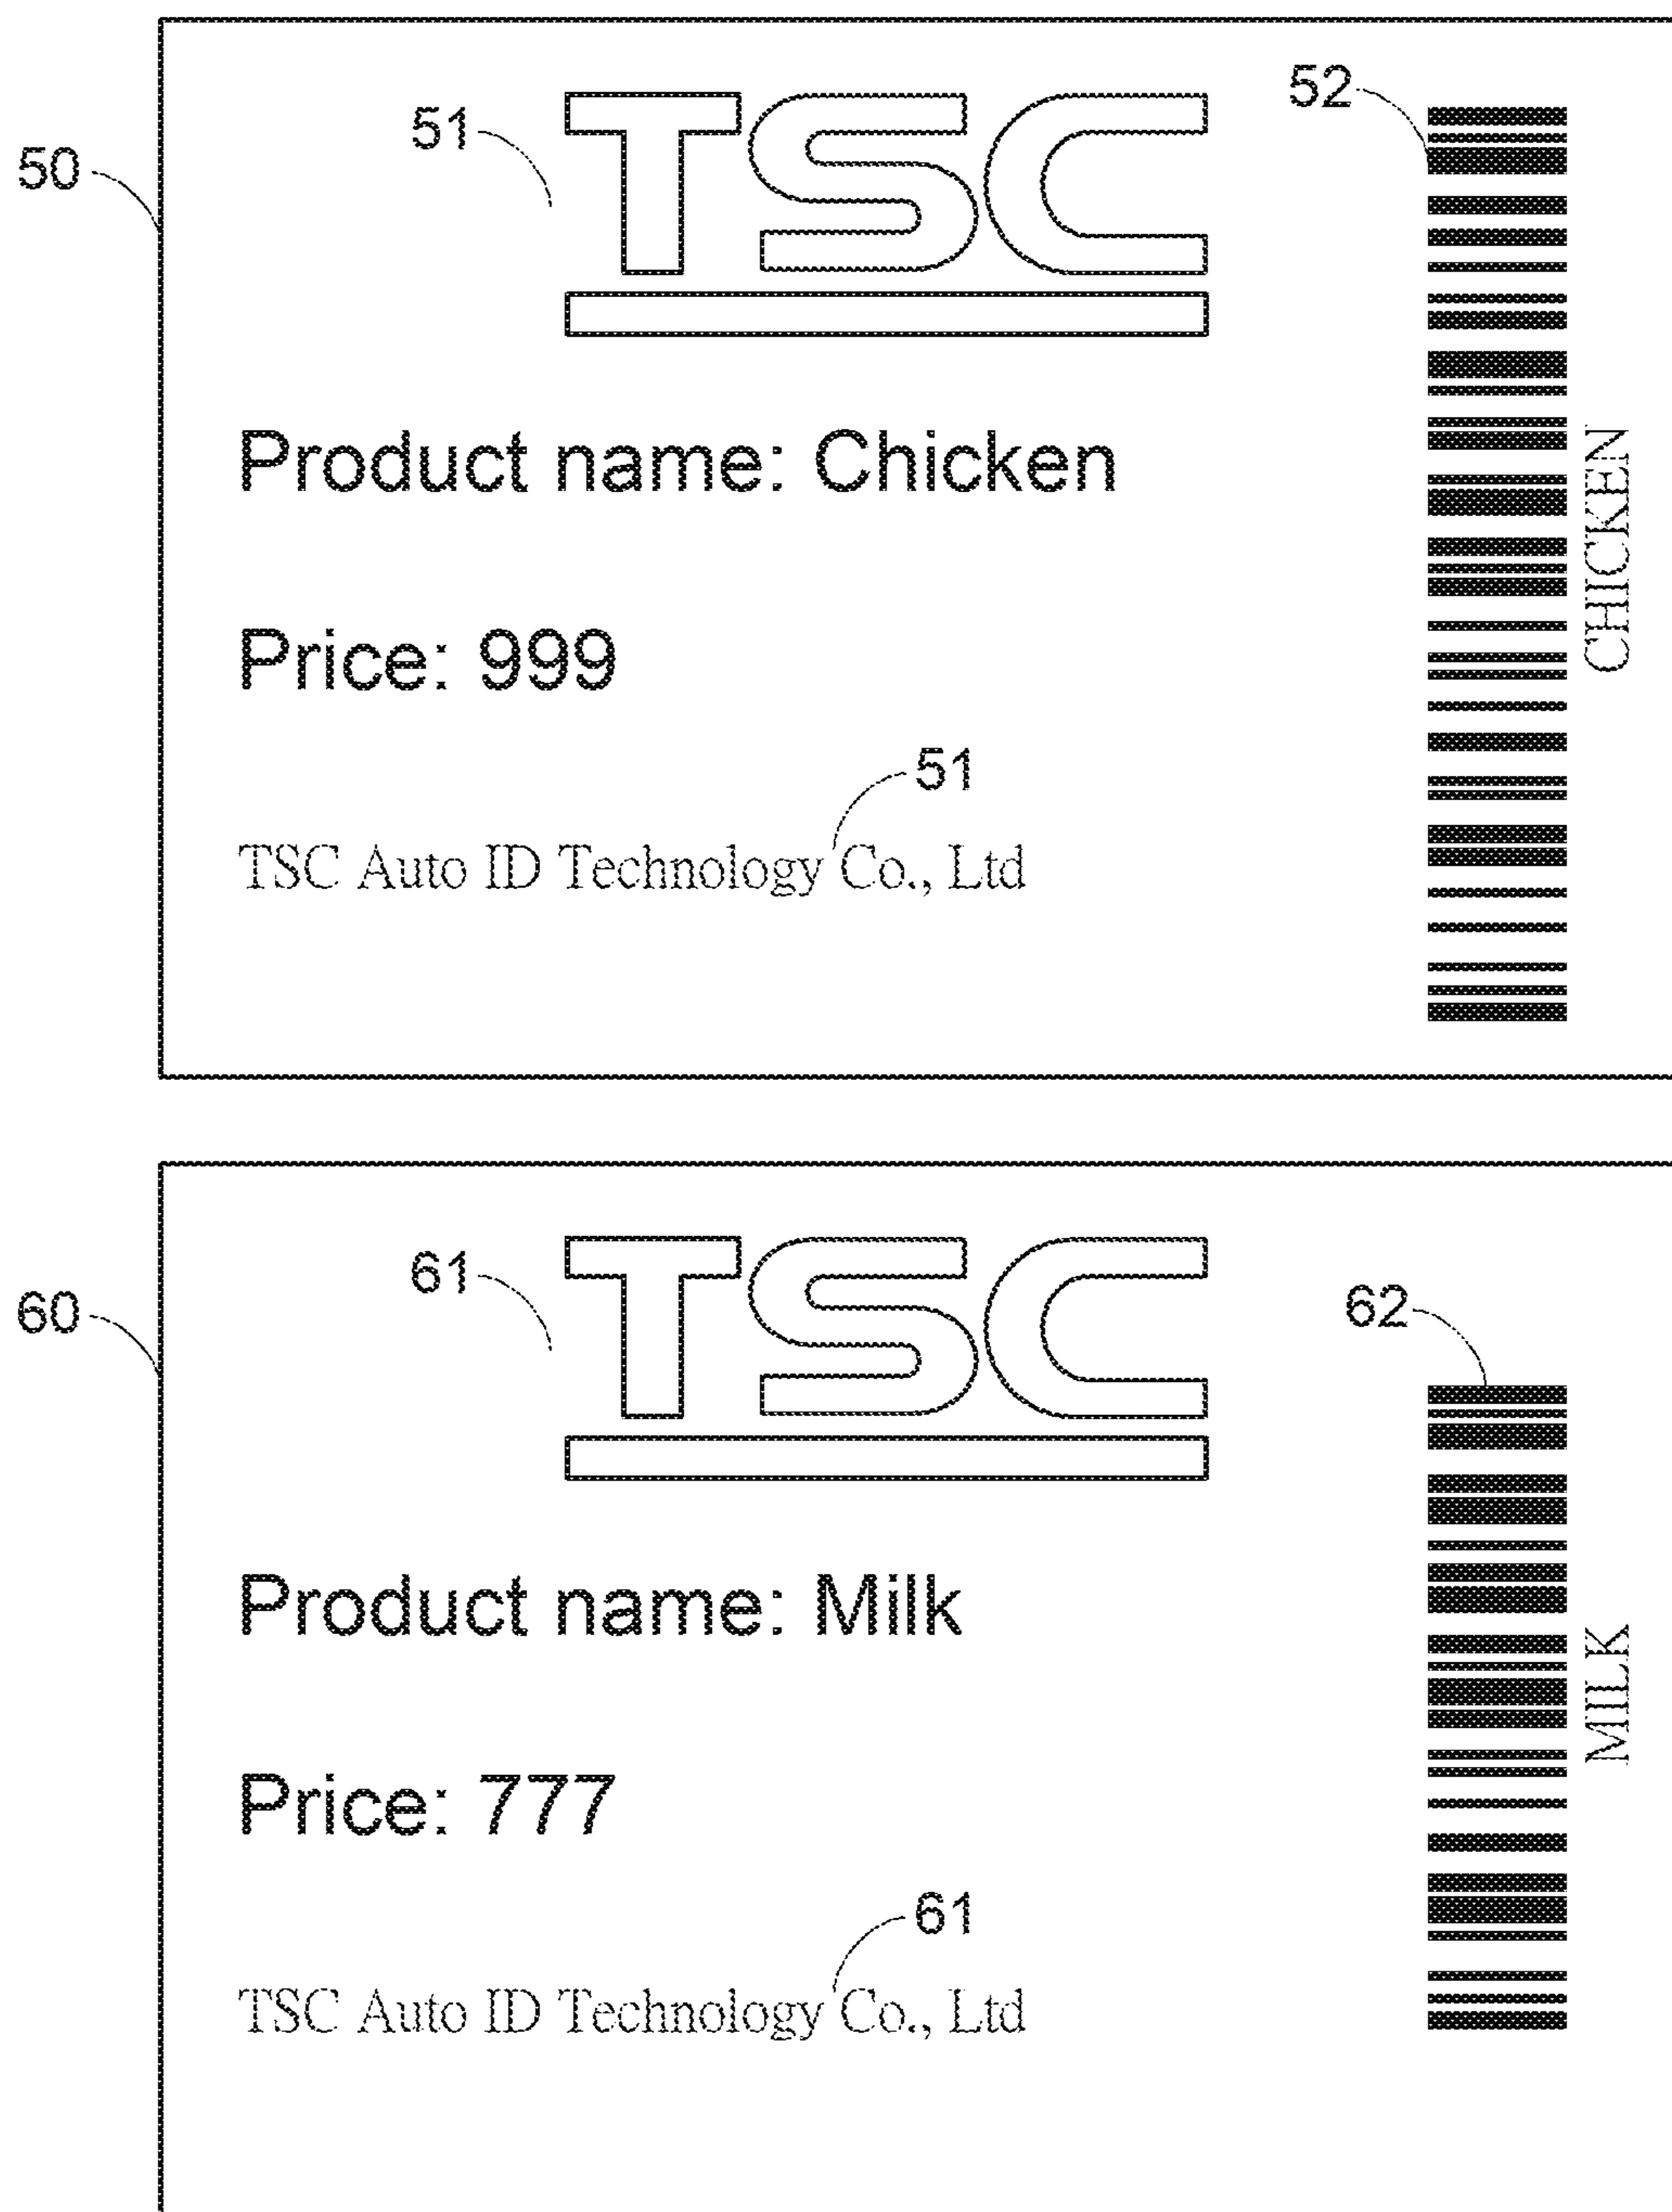 51
TSC
52
50
Product name: Chicken
CHICKEN
Price: 999
51
TSC Auto ID Technology Co., Ltd
61
TSC
60
62
Product name: Milk
MILK
Price: 777
61
TSC Auto ID Technology Co., Ltd